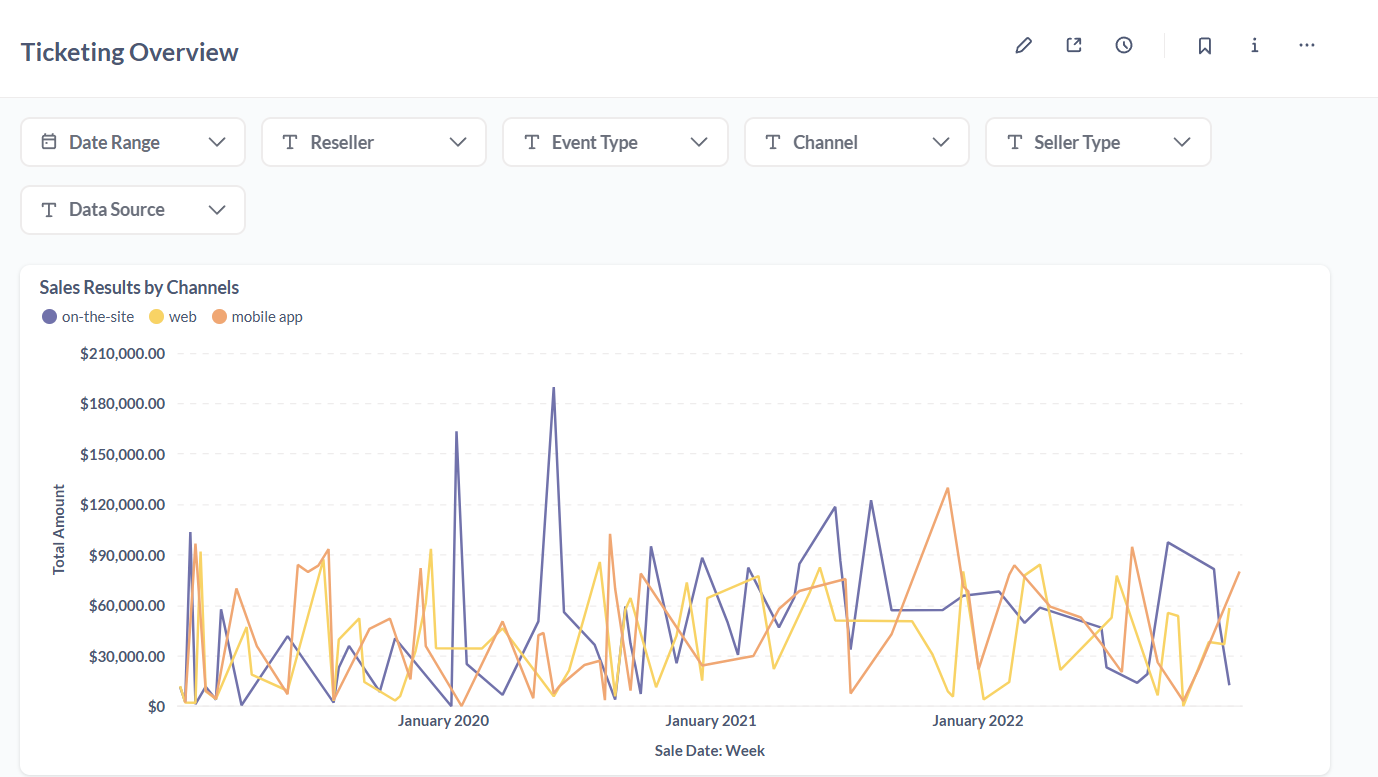 Ticketing Overview
Date Range
Reseller
Event Type
Channel
Seller Type
Data Source
Sales Results by Channels
on-the-site web mobile app
$210,000.00
$180,000.00
$150,000.00
$120,000.00
$90,000.00
$60,000.00
$30,000.00
$0
Total Amount
January 2020 January 2021 January 2022
Sale Date: Week